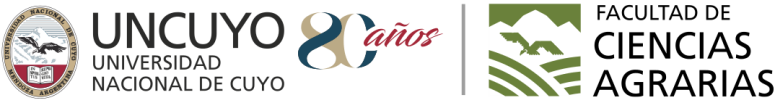 UNIVERSIDAD NACIONAL DE CUYO
MENDOZA ARGENTINA
UNCUYO
UNIVERSIDAD
NACIONAL DE CUYO
80 años
FACULTAD DE
CIENCIAS
AGRARIAS